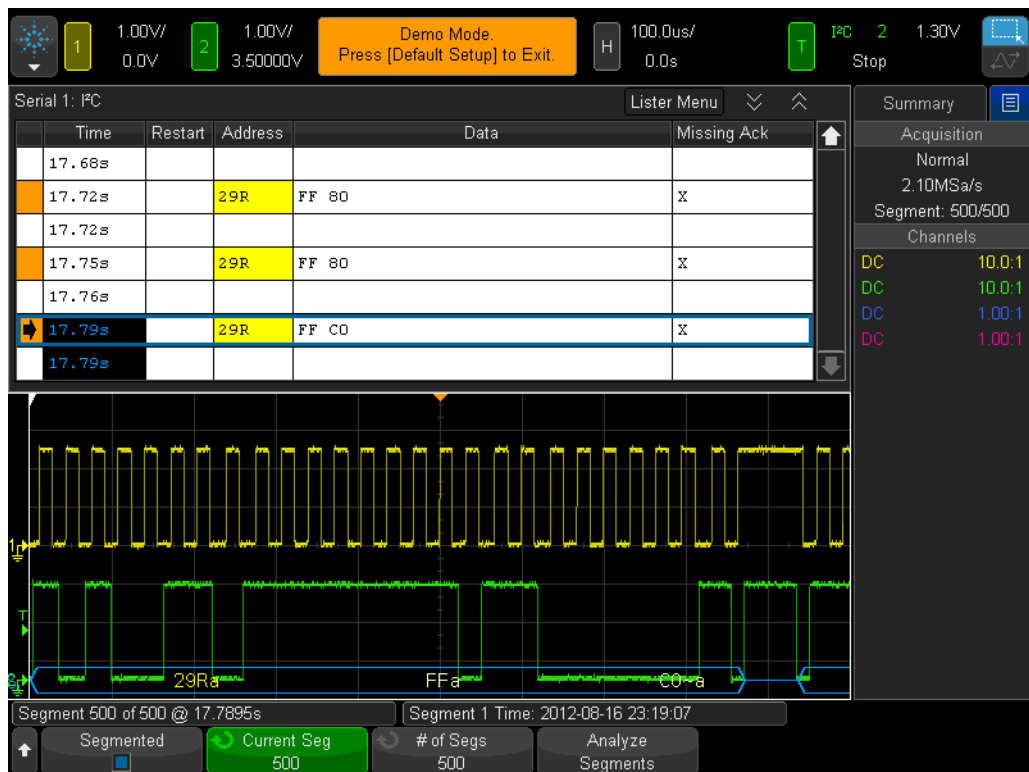 1 1.00V/ 2 1.00V/ Demo Mode. H 100.0us/ T I²C 2 1.30V
0.0V 3.50000V Press [Default Setup] to Exit. 0.0s Stop
Serial 1: I²C Lister Menu Summary
Time Restart Address Data Missing Ack Acquisition
17.68s Normal
17.72s 29R FF 80 X 2.10MSa/s
17.72s Segment: 500/500
17.75s 29R FF 80 X Channels
17.76s DC 10.0:1
17.79s 29R FF C0 X DC 10.0:1
17.79s DC 1.00:1
DC 1.00:1
1
T
2 29Ra FFa C0~a
Segment 500 of 500 @ 17.7895s Segment 1 Time: 2012-08-16 23:19:07
Segmented Current Seg # of Segs Analyze
500 500 Segments